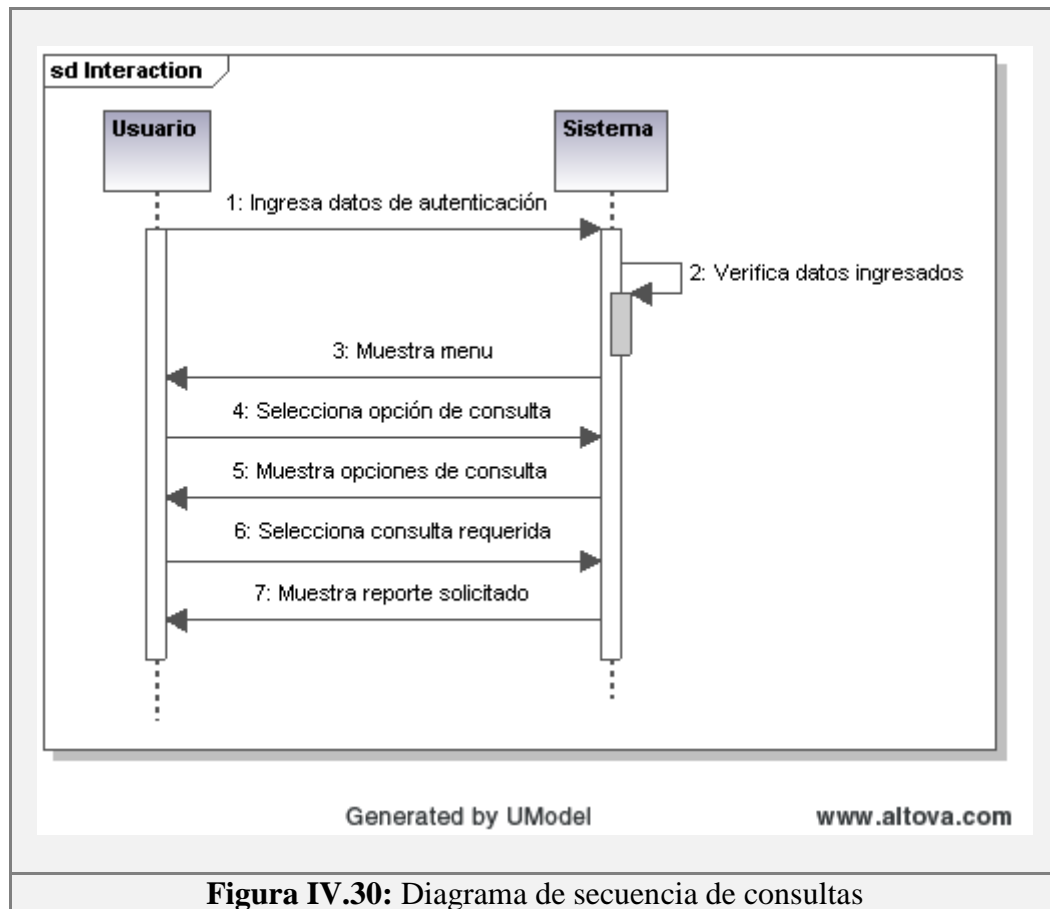 sd Interaction
Usuario
Sistema
1: Ingresa datos de autenticación
2: Verifica datos ingresados
3: Muestra menu
4: Selecciona opción de consulta
5: Muestra opciones de consulta
6: Selecciona consulta requerida
7: Muestra reporte solicitado
Generated by UModel
www.altova.com
Figura IV.30: Diagrama de secuencia de consultas